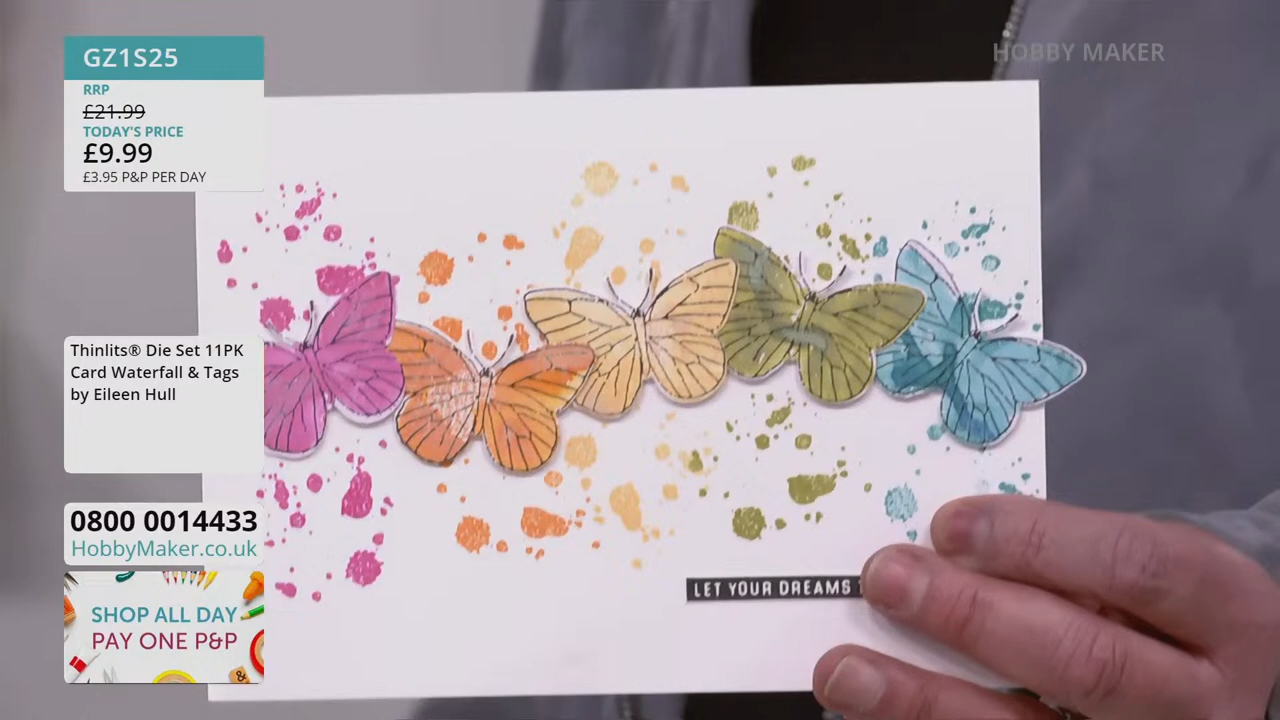 GZ1S25
RRP
£21.99
TODAY'S PRICE
£9.99
£3.95 P&P PER DAY
HOBBY MAKER
Thinlits® Die Set 11PK
Card Waterfall & Tags
by Eileen Hull
0800 0014433
HobbyMaker.co.uk
SHOP ALL DAY
PAY ONE P&P
&
LET YOUR DREAMS